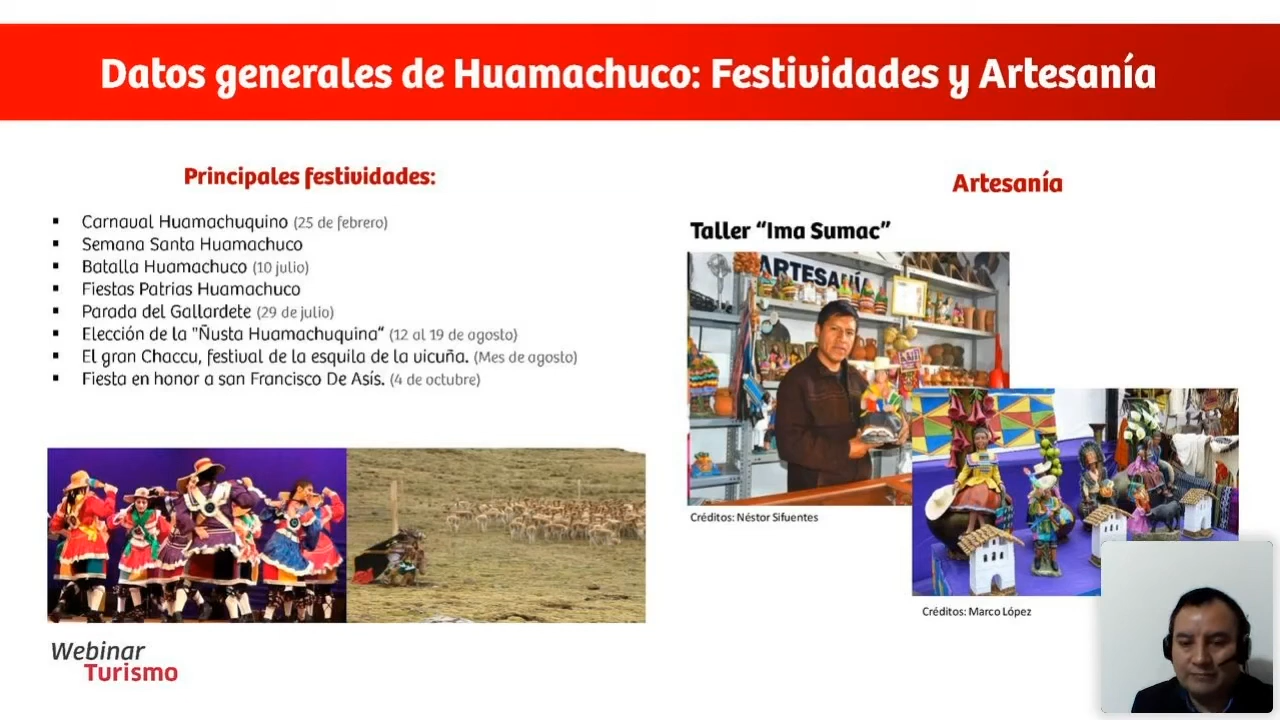 Datos generales de Huamachuco: Festividades y Artesanía
Principales festividades:
▪ Carnaval Huamachuquino (25 de febrero)
▪ Semana Santa Huamachuco
▪ Batalla Huamachuco (10 julio)
▪ Fiestas Patrias Huamachuco
▪ Parada del Gallardete (29 de julio)
▪ Elección de la "Ñusta Huamachuquina“ (12 al 19 de agosto)
▪ El gran Chaccu, festival de la esquila de la vicuña. (Mes de agosto)
▪ Fiesta en honor a san Francisco De Asís. (4 de octubre)
Artesanía
Taller “Ima Sumac”
ARTESANÍA
Créditos: Néstor Sifuentes
Créditos: Marco López
Webinar
Turismo